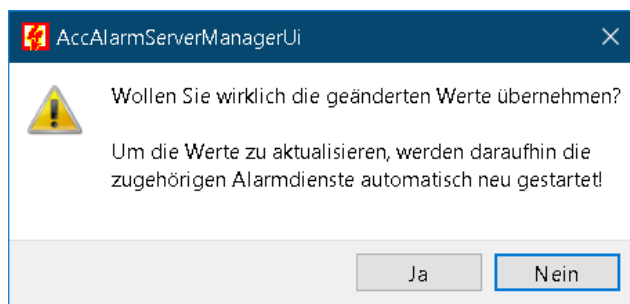 AccAlarmServerManagerUi
Wollen Sie wirklich die geänderten Werte übernehmen?
Um die Werte zu aktualisieren, werden daraufhin die
zugehörigen Alarmdienste automatisch neu gestartet!
Ja
Nein